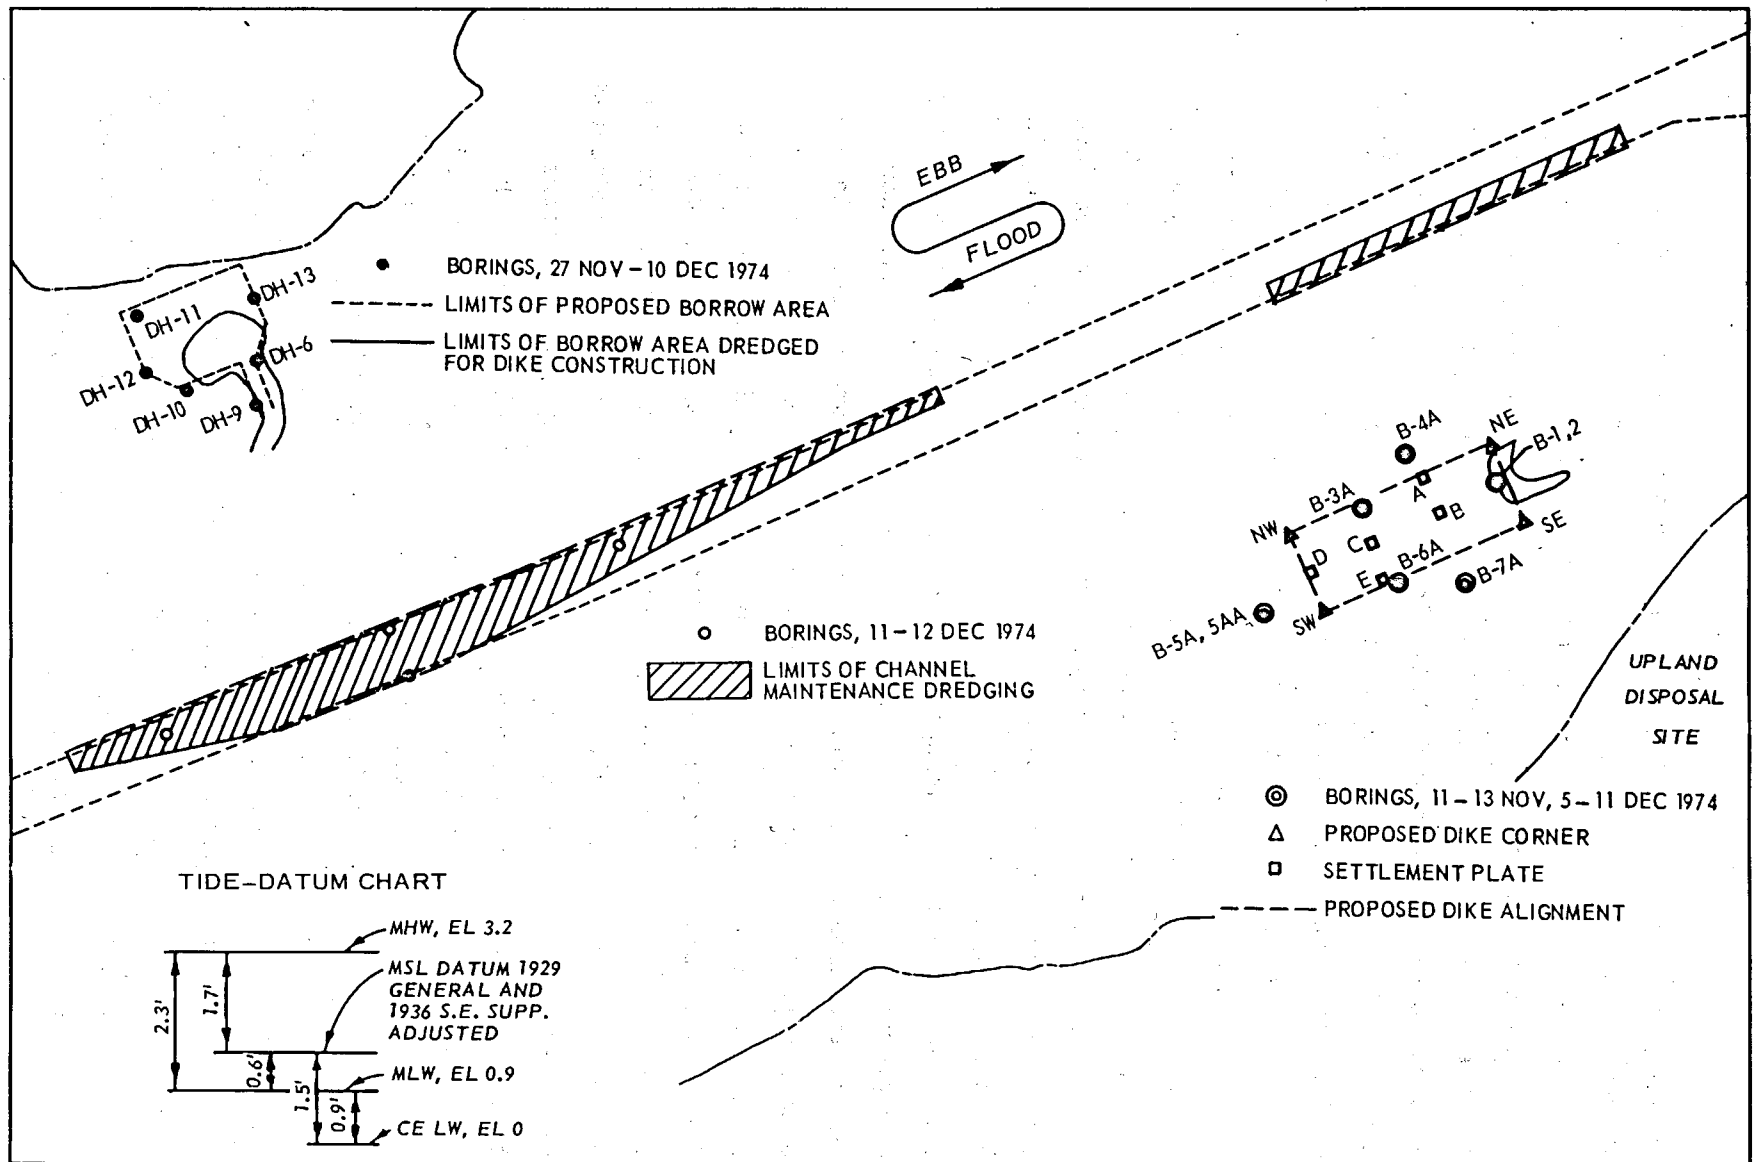 EBB
FLOOD
BORINGS, 27 NOV – 10 DEC 1974
LIMITS OF PROPOSED BORROW AREA
LIMITS OF BORROW AREA DREDGED
FOR DIKE CONSTRUCTION
DH-13
DH-11
DH-6
DH-12
DH-10
DH-9
B-4A
NE
B-1,2
B-3A
A
B
NW
SE
C
D
B-6A
E
B-7A
SW
B-5A, 5AA
BORINGS, 11–12 DEC 1974
LIMITS OF CHANNEL
MAINTENANCE DREDGING
UPLAND
DISPOSAL
SITE
BORINGS, 11–13 NOV, 5–11 DEC 1974
PROPOSED DIKE CORNER
SETTLEMENT PLATE
PROPOSED DIKE ALIGNMENT
TIDE–DATUM CHART
MHW, EL 3.2
MSL DATUM 1929
GENERAL AND
1936 S.E. SUPP.
ADJUSTED
2.3'
1.7'
0.6'
MLW, EL 0.9
1.5'
0.9'
CE LW, EL 0